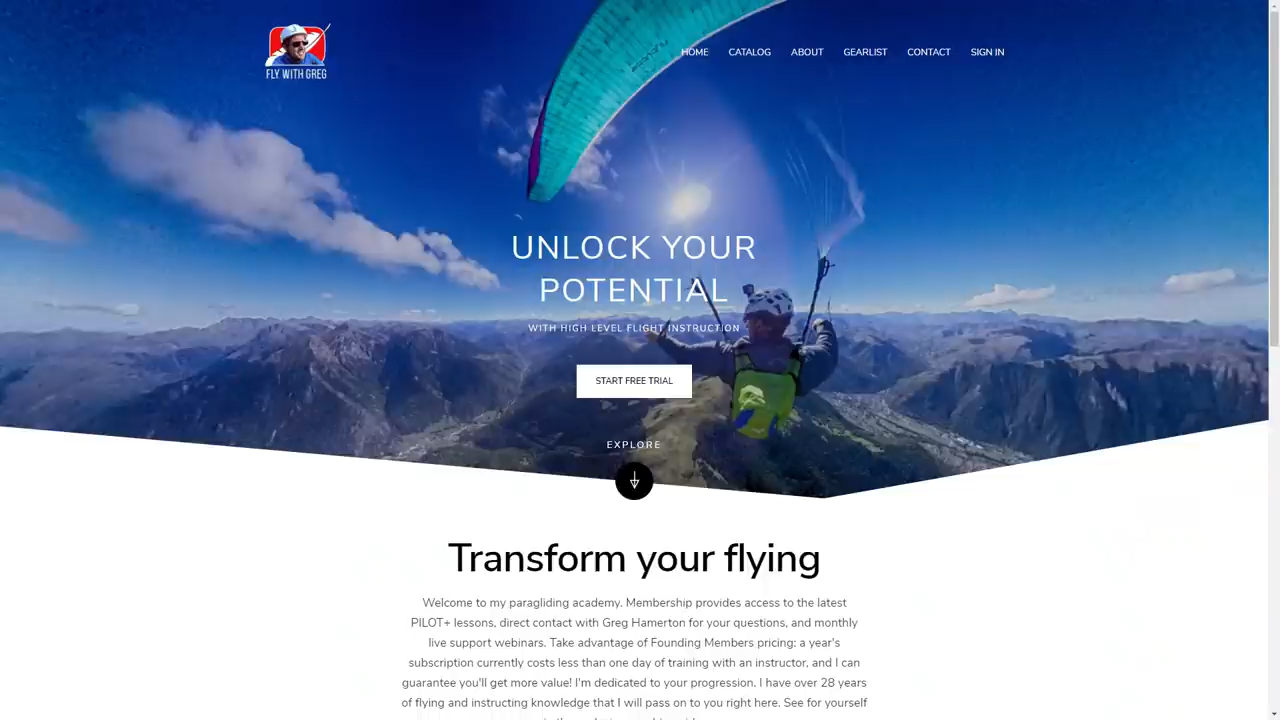 FLY WITH GREG
HOME CATALOG ABOUT GEARLIST CONTACT SIGN IN
UNLOCK YOUR
POTENTIAL
WITH HIGH LEVEL FLIGHT INSTRUCTION
START FREE TRIAL
EXPLORE
Transform your flying
Welcome to my paragliding academy. Membership provides access to the latest
PILOT+ lessons, direct contact with Greg Hamerton for your questions, and monthly
live support webinars. Take advantage of Founding Members pricing: a year's
subscription currently costs less than one day of training with an instructor, and I can
guarantee you'll get more value! I'm dedicated to your progression. I have over 28 years
of flying and instructing knowledge that I will pass on to you right here. See for yourself